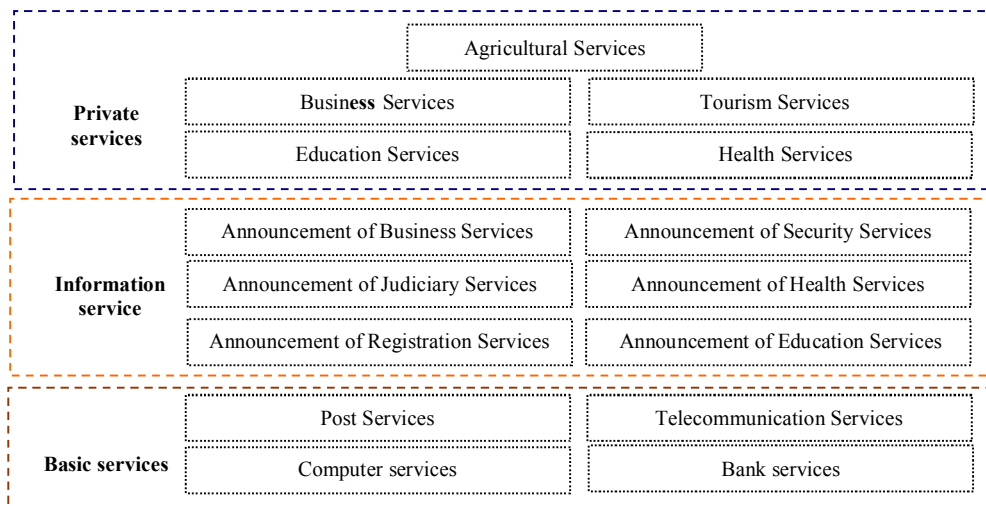 Agricultural Services
Private
services
Business Services
Tourism Services
Education Services
Health Services
Information
service
Announcement of Business Services
Announcement of Security Services
Announcement of Judiciary Services
Announcement of Health Services
Announcement of Registration Services
Announcement of Education Services
Basic services
Post Services
Telecommunication Services
Computer services
Bank services